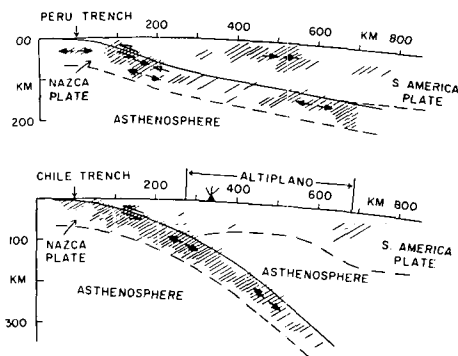 PERU TRENCH
200
400
600
KM 800
00
KM
200
NAZCA
PLATE
ASTHENOSPHERE
S. AMERICA
PLATE
CHILE TRENCH
ALTIPLANO
200
400
600
KM 800
100
KM
300
NAZCA
PLATE
ASTHENOSPHERE
ASTHENOSPHERE
S. AMERICA
PLATE